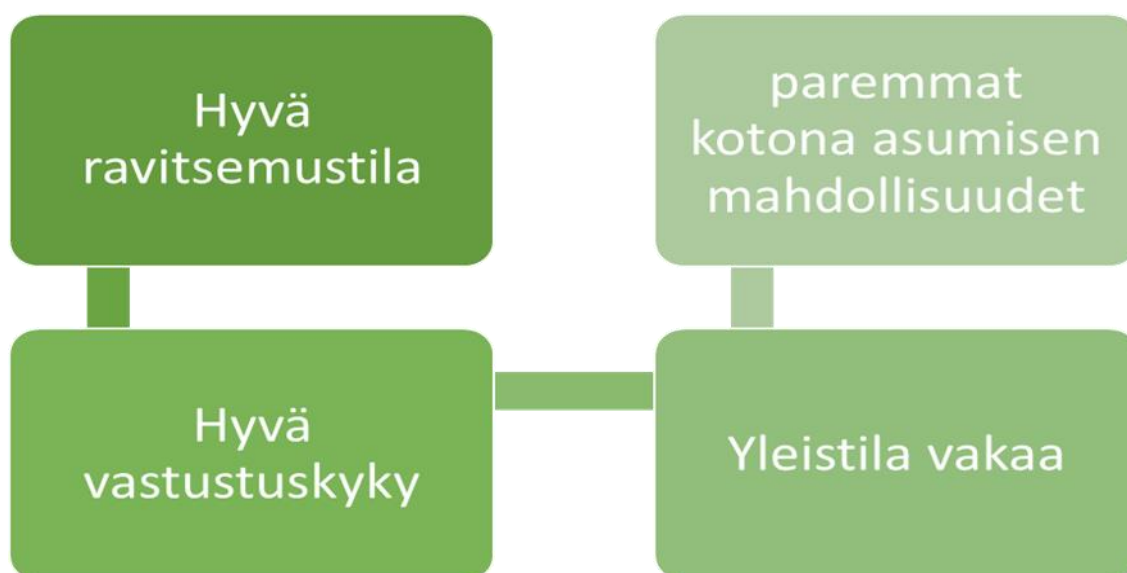 Hyvä
ravitsemustila
Hyvä
vastustuskyky
Yleistila vakaa
paremmat
kotona asumisen
mahdollisuudet